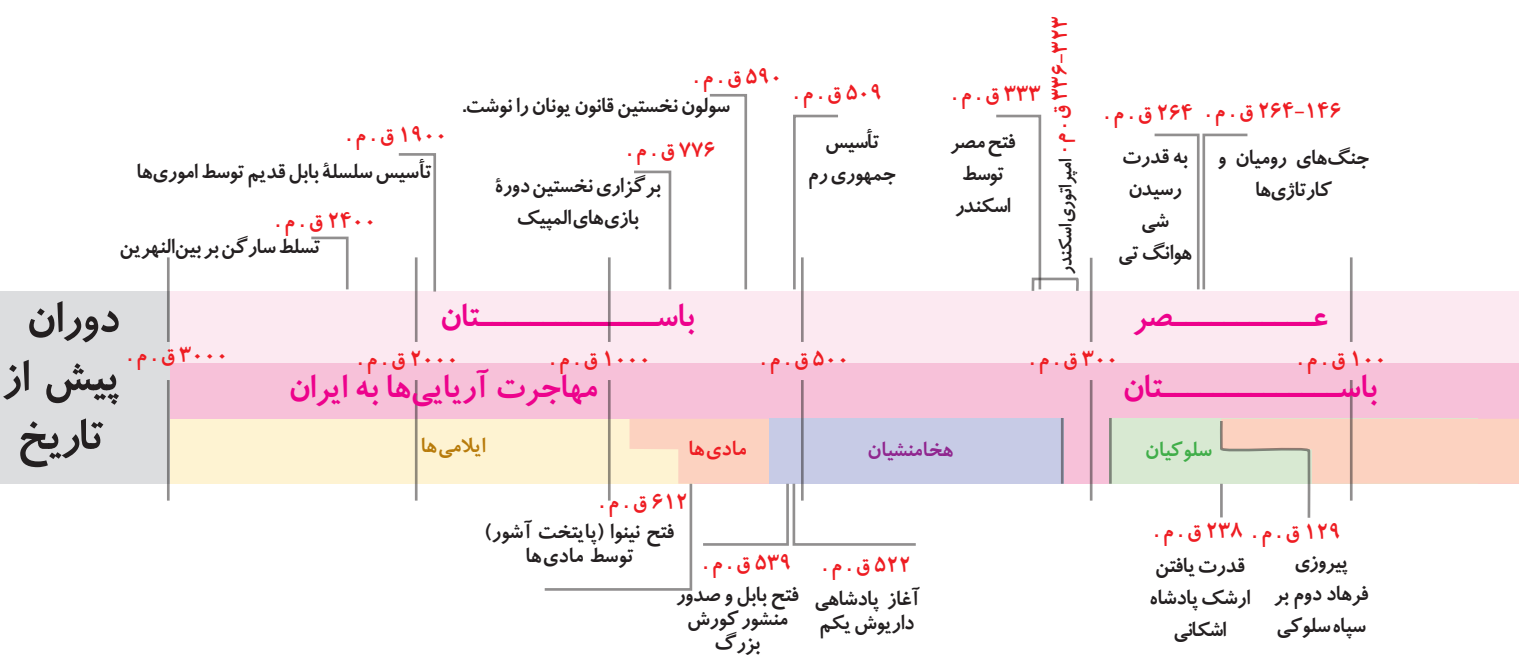 ۳۳۶-۳۲۳ ق.م.
امپراتوری اسکندر
۵۹۰ ق.م.
سولون نخستین قانون یونان را نوشت.
۵۰۹ ق.م.
تأسیس
جمهوری رم
۳۳۳ ق.م.
فتح مصر
توسط
اسکندر
۲۶۴ ق.م.
به قدرت
رسیدن
شی
هوانگ تی
۲۶۴-۱۴۶ ق.م.
جنگ‌های رومیان و
کارتاژی‌ها
۱۹۰۰ ق.م.
تأسیس سلسلهٔ بابل قدیم توسط اموری‌ها
۷۷۶ ق.م.
برگزاری نخستین دورهٔ
بازی‌های المپیک
۲۴۰۰ ق.م.
تسلط سارگن بر بین‌النهرین
دوران
پیش از
تاریخ
عـــــــصر
باســـــــتان
۳۰۰۰ ق.م.
۲۰۰۰ ق.م.
۱۰۰۰ ق.م.
۵۰۰ ق.م.
۳۰۰ ق.م.
۱۰۰ ق.م.
مهاجرت آریایی‌ها به ایران
باســـــــتان
ایلامی‌ها
مادی‌ها
هخامنشیان
سلوکیان
۶۱۲ ق.م.
فتح نینوا (پایتخت آشور)
توسط مادی‌ها
۵۳۹ ق.م.
فتح بابل و صدور
منشور کورش
بزرگ
۵۲۲ ق.م.
آغاز پادشاهی
داریوش یکم
۲۳۸ ق.م.
قدرت یافتن
ارشک پادشاه
اشکانی
۱۲۹ ق.م.
پیروزی
فرهاد دوم بر
سپاه سلوکی